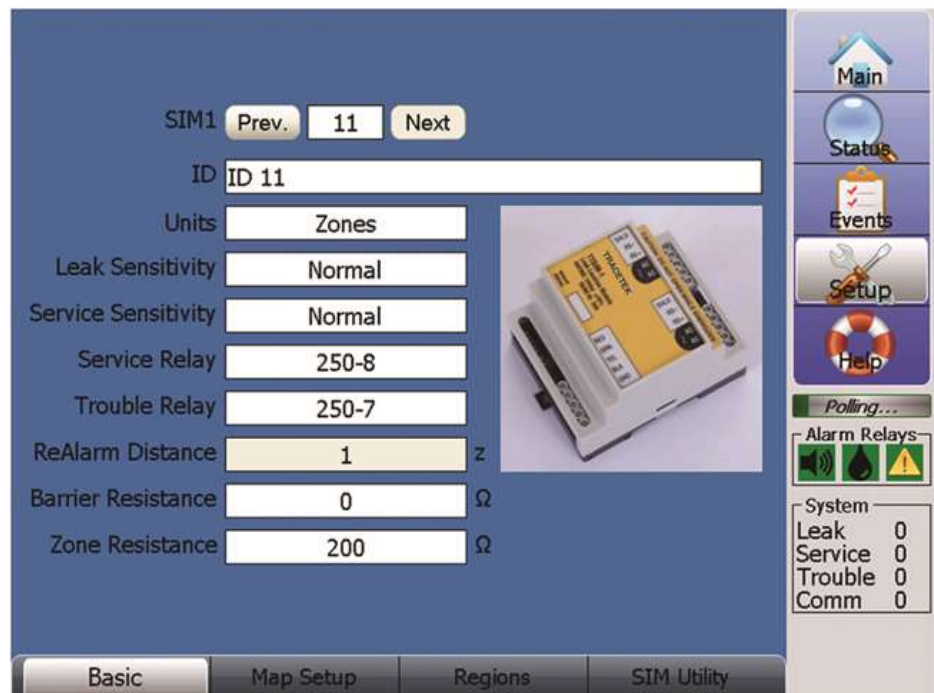 SIM1 Prev. 11 Next
ID ID 11
Units Zones
Leak Sensitivity Normal
Service Sensitivity Normal
Service Relay 250-8
Trouble Relay 250-7
ReAlarm Distance 1 z
Barrier Resistance 0 Ω
Zone Resistance 200 Ω
TRACETEK
Basic Map Setup Regions SIM Utility
Main
Status
Events
Setup
Help
Polling...
Alarm Relays
System
Leak 0
Service 0
Trouble 0
Comm 0